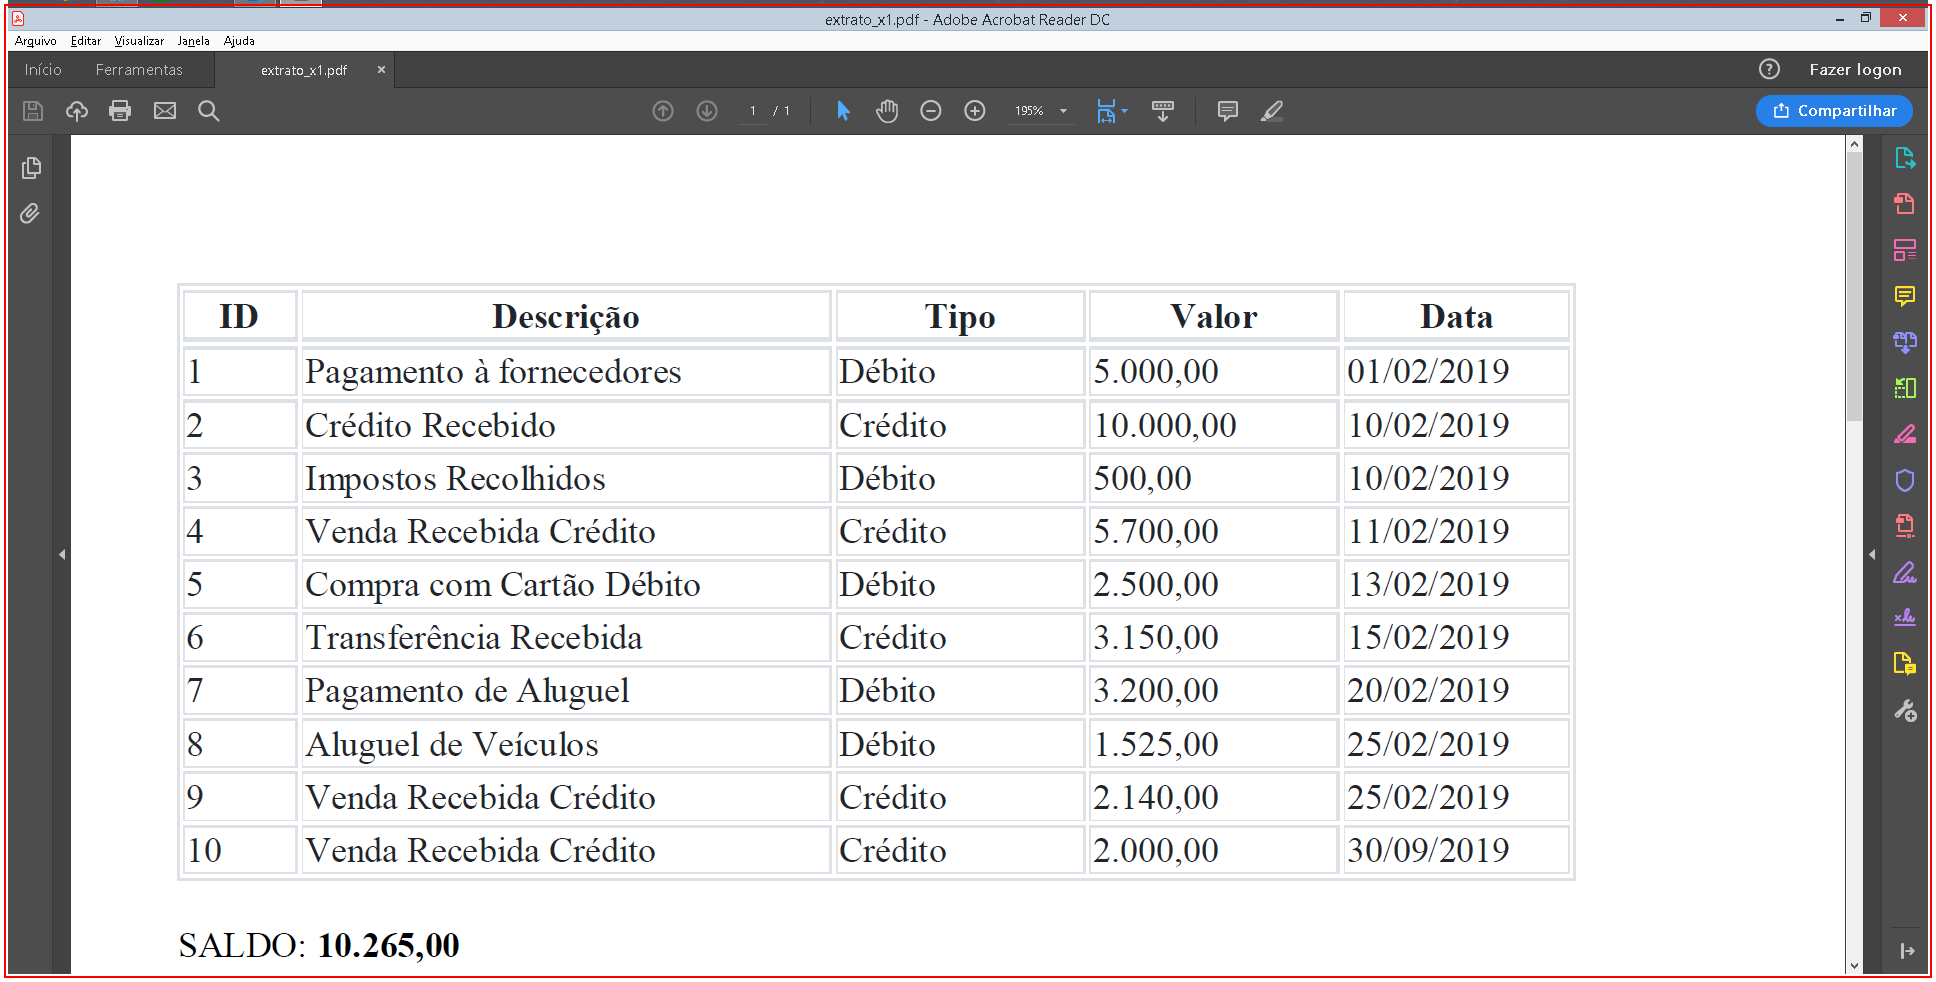 extrato_x1.pdf - Adobe Acrobat Reader DC
Arquivo Editar Visualizar Janela Ajuda
Início Ferramentas extrato_x1.pdf × ? Fazer logon
1 / 1 195% Compartilhar
ID Descrição Tipo Valor Data
1 Pagamento à fornecedores Débito 5.000,00 01/02/2019
2 Crédito Recebido Crédito 10.000,00 10/02/2019
3 Impostos Recolhidos Débito 500,00 10/02/2019
4 Venda Recebida Crédito Crédito 5.700,00 11/02/2019
5 Compra com Cartão Débito Débito 2.500,00 13/02/2019
6 Transferência Recebida Crédito 3.150,00 15/02/2019
7 Pagamento de Aluguel Débito 3.200,00 20/02/2019
8 Aluguel de Veículos Débito 1.525,00 25/02/2019
9 Venda Recebida Crédito Crédito 2.140,00 25/02/2019
10 Venda Recebida Crédito Crédito 2.000,00 30/09/2019
SALDO: 10.265,00